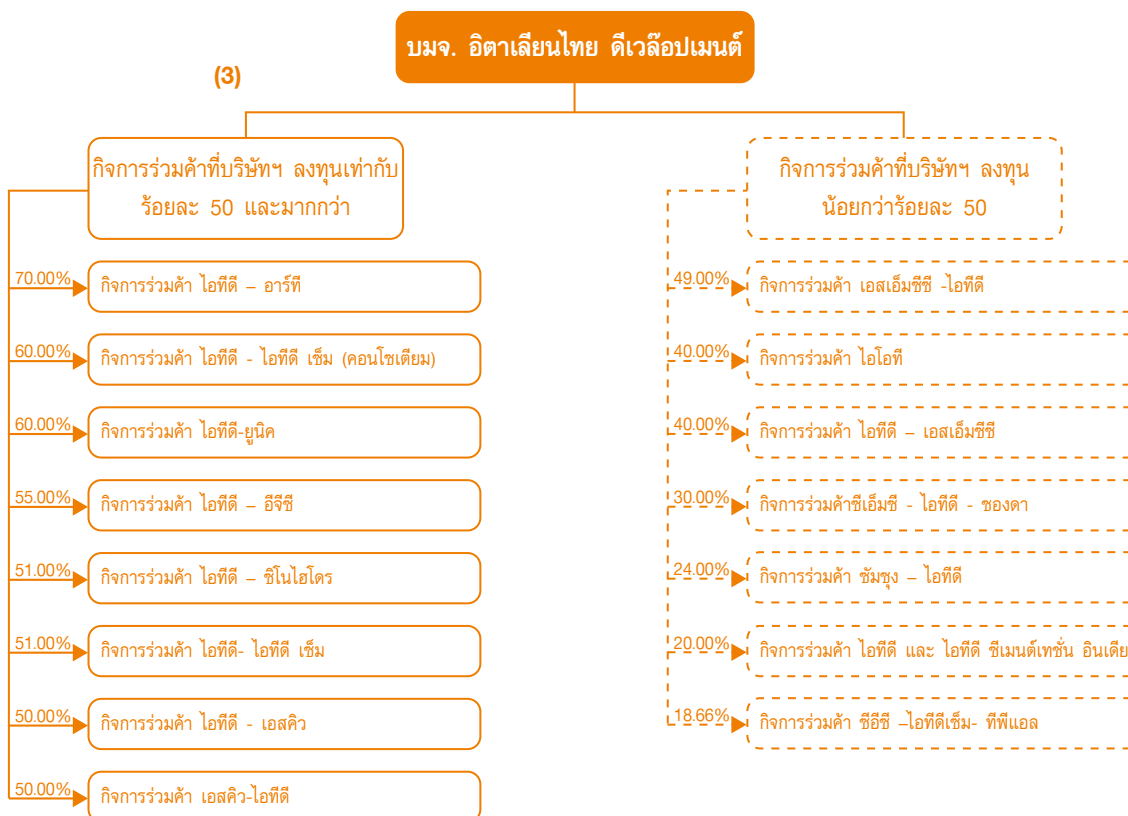 บมจ. อิตาเลียนไทย ดีเวล๊อปเมนต์
(3)
กิจการร่วมค้าที่บริษัทฯ ลงทุนเท่ากับ
ร้อยละ 50 และมากกว่า
70.00% กิจการร่วมค้า ไอทีดี – อาร์ที
60.00% กิจการร่วมค้า ไอทีดี - ไอทีดี เซ็ม (คอนโซเตียม)
60.00% กิจการร่วมค้า ไอทีดี-ยูนิค
55.00% กิจการร่วมค้า ไอทีดี – อีจีซี
51.00% กิจการร่วมค้า ไอทีดี – ซิโนไฮโดร
51.00% กิจการร่วมค้า ไอทีดี- ไอทีดี เซ็ม
50.00% กิจการร่วมค้า ไอทีดี - เอสคิว
50.00% กิจการร่วมค้า เอสคิว-ไอทีดี
กิจการร่วมค้าที่บริษัทฯ ลงทุน
น้อยกว่าร้อยละ 50
49.00% กิจการร่วมค้า เอสเอ็มซีซี -ไอทีดี
40.00% กิจการร่วมค้า ไอโอที
40.00% กิจการร่วมค้า ไอทีดี – เอสเอ็มซีซี
30.00% กิจการร่วมค้าซีเอ็มซี - ไอทีดี - ซองดา
24.00% กิจการร่วมค้า ซัมซุง – ไอทีดี
20.00% กิจการร่วมค้า ไอทีดี และ ไอทีดี ซีเมนต์เทชั่น อินเดีย
18.66% กิจการร่วมค้า ซีอีซี –ไอทีดีเซ็ม- ทีพีแอล